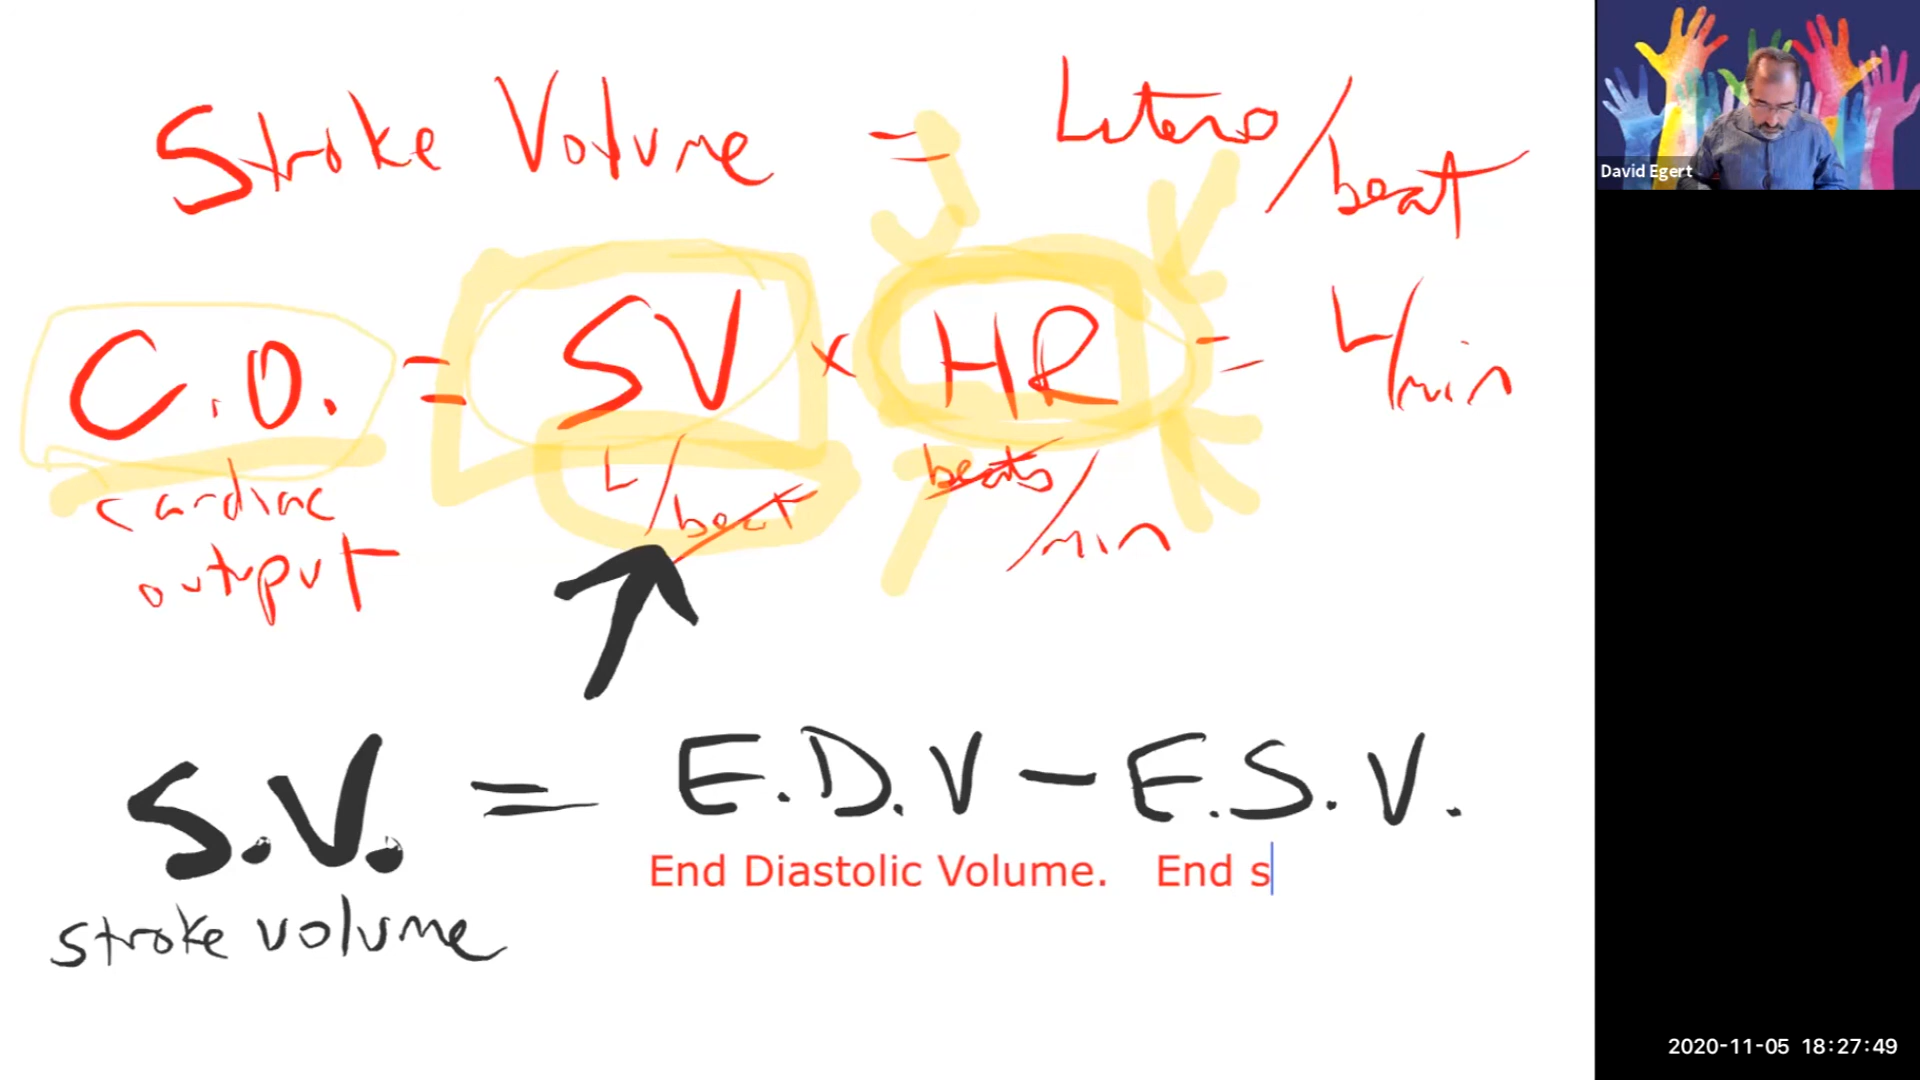 Stroke Volume = Liters/beat
C.O. = SV x HR = L/min
cardiac output
L/beat
beats/min
S.V. = E.D.V - E.S.V.
End Diastolic Volume. End s
stroke volume
David Egert
2020-11-05 18:27:49